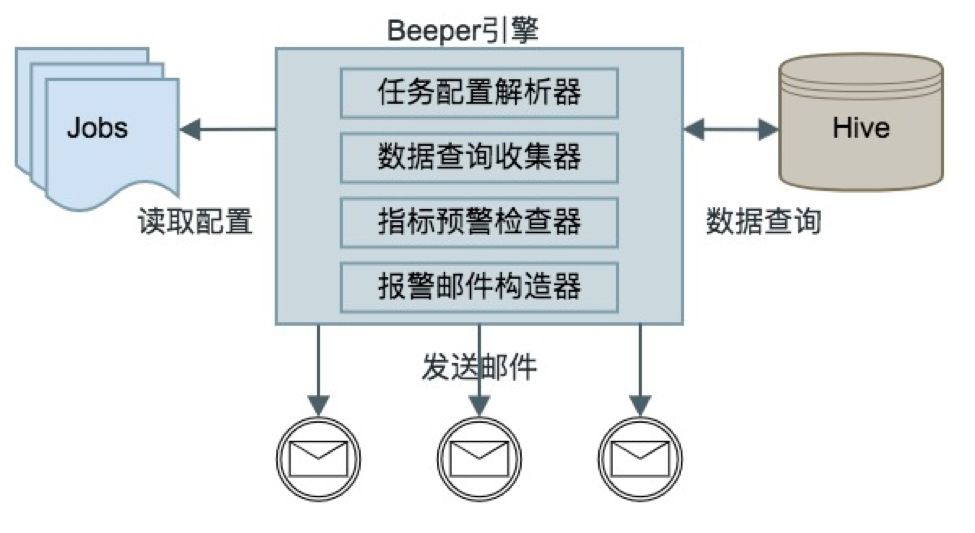 Beeper引擎
任务配置解析器
Jobs
数据查询收集器
Hive
读取配置
指标预警检查器
数据查询
报警邮件构造器
发送邮件